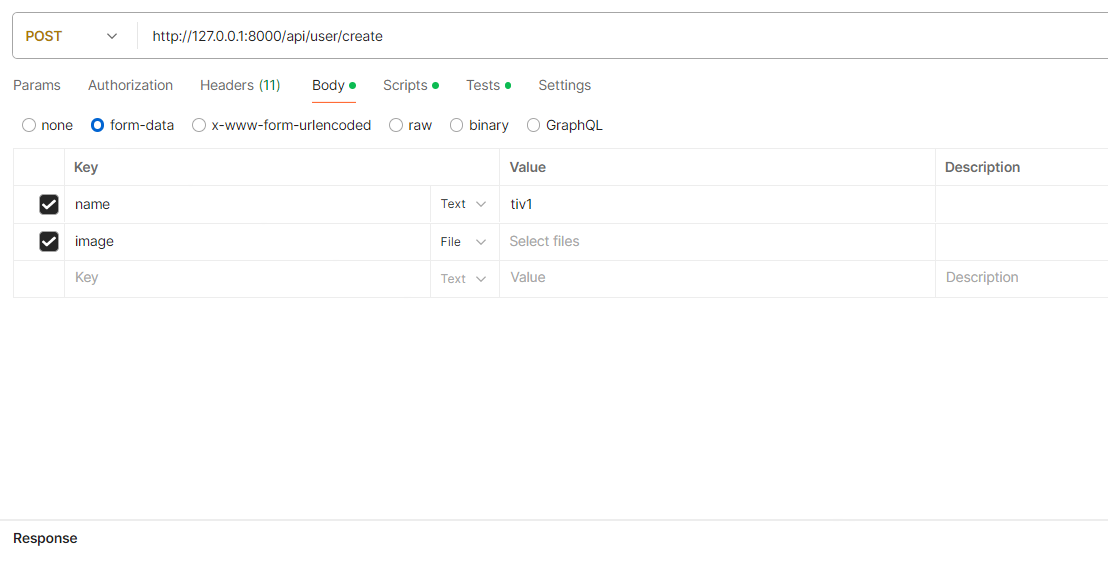 POST http://127.0.0.1:8000/api/user/create
Params Authorization Headers (11) Body Scripts Tests Settings
none form-data x-www-form-urlencoded raw binary GraphQL
Key Value Description
name Text tiv1
image File Select files
Key Text Value Description
Response